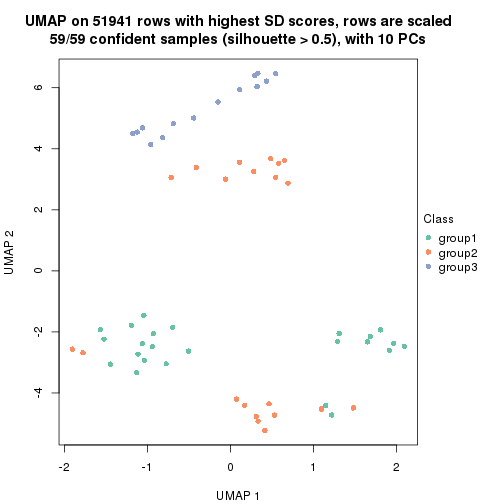 UMAP on 51941 rows with highest SD scores, rows are scaled
59/59 confident samples (silhouette > 0.5), with 10 PCs
6
4
2
0
-2
-4
UMAP 2
-2
-1
0
1
2
UMAP 1
Class
group1
group2
group3